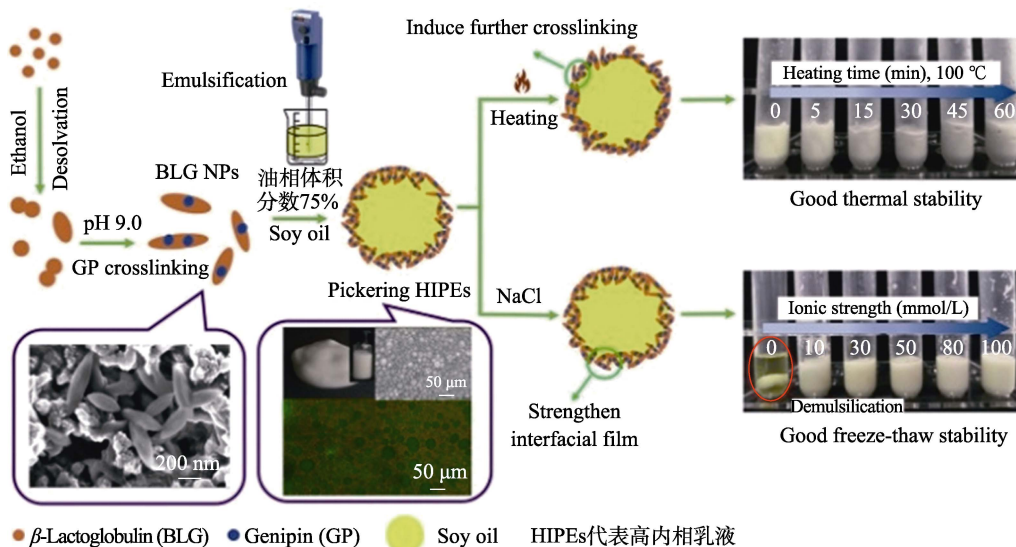 Ethanol
Desolvation
BLG NPs
pH 9.0
GP crosslinking
Emulsification
油相体积
分数75%
Soy oil
Pickering HIPEs
Induce further crosslinking
Heating
Heating time (min), 100 ℃
0 5 15 30 45 60
Good thermal stability
NaCl
Strengthen
interfacial film
Ionic strength (mmol/L)
0 10 30 50 80 100
Demulsilication
Good freeze-thaw stability
200 nm
50 μm
50 μm
β-Lactoglobulin (BLG)
Genipin (GP)
Soy oil
HIPEs代表高内相乳液